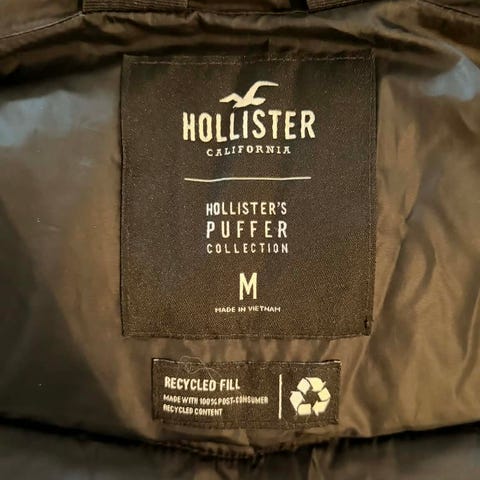 HOLLISTER
CALIFORNIA
HOLLISTER'S
PUFFER
COLLECTION
M
MADE IN VIETNAM
RECYCLED FILL
MADE WITH 100% POST-CONSUMER
RECYCLED CONTENT